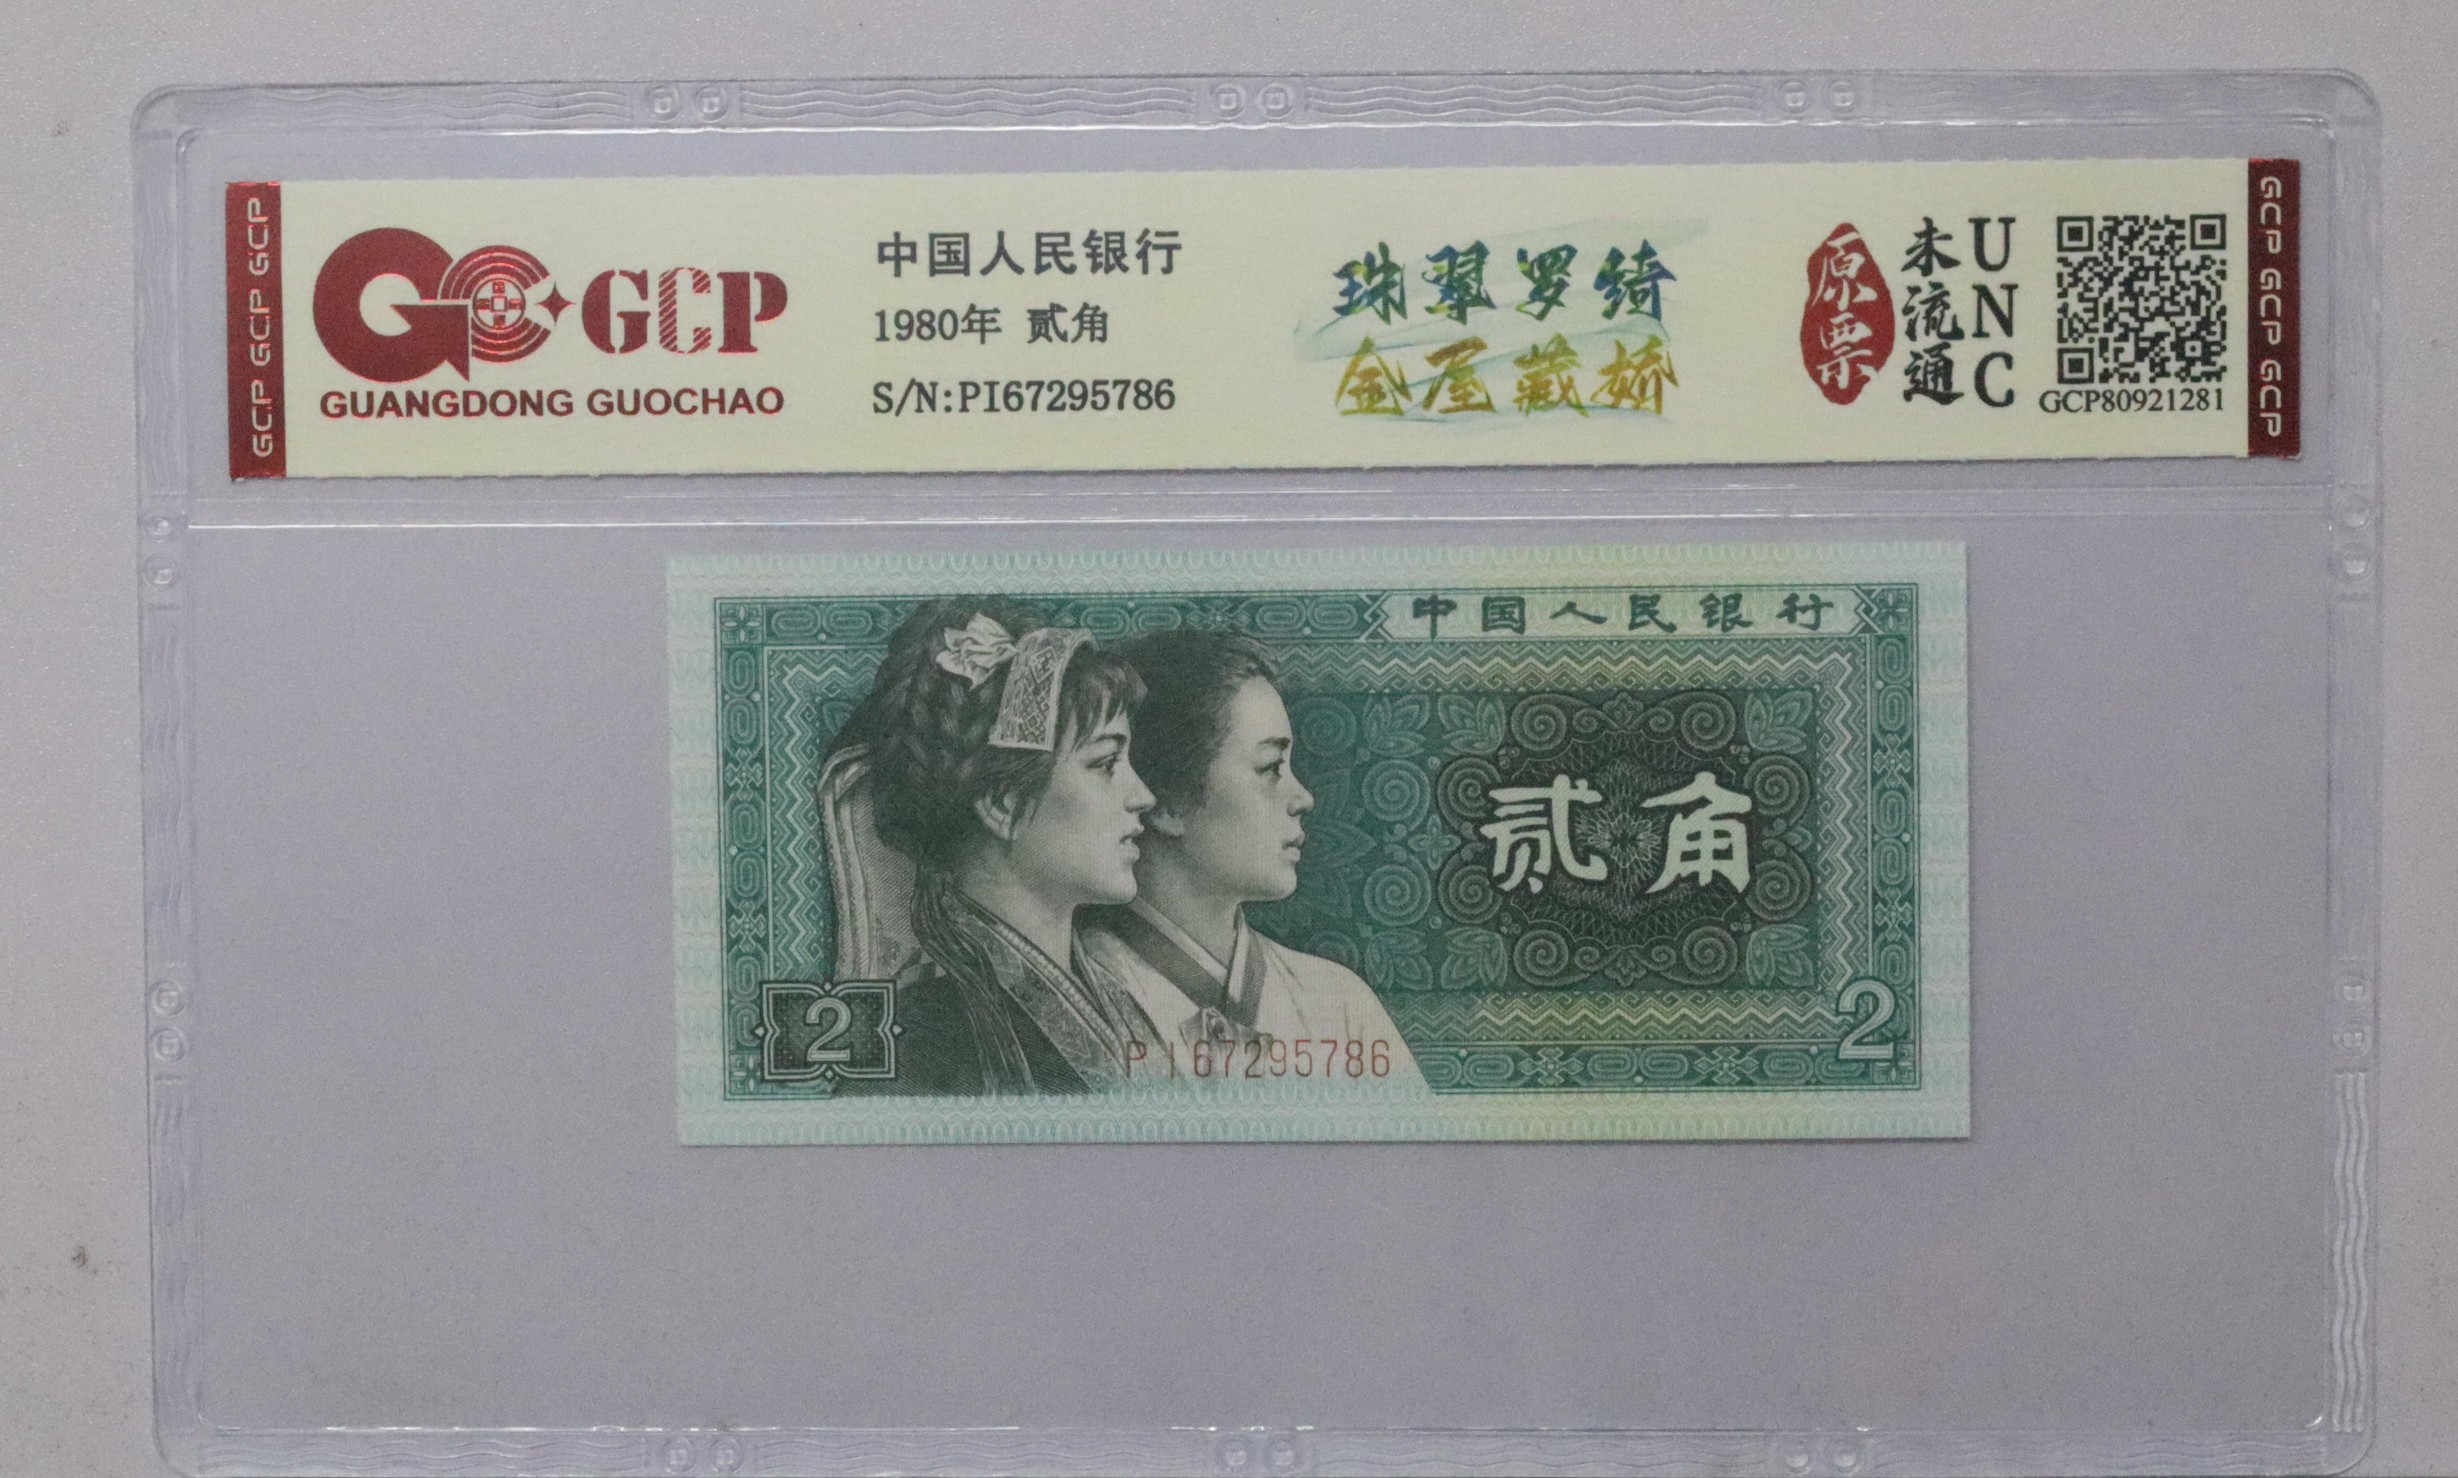 GCP GCP GCP
GCP
GUANGDONG GUOCHAO
中国人民银行
1980年 贰角
S/N:PI67295786
珠翠罗绮
金屋藏娇
原票
未流通
UNC
GCP80921281
GCP GCP GCP
中国人民银行
贰角
2
2
PI67295786